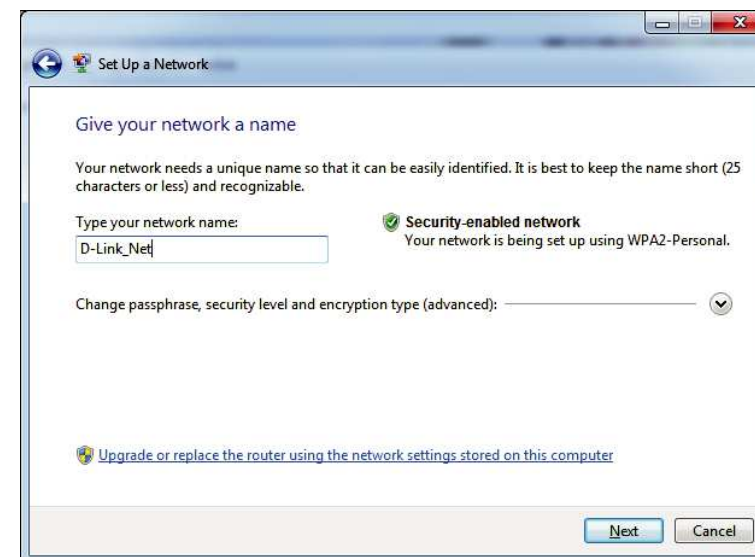 Set Up a Network
Give your network a name
Your network needs a unique name so that it can be easily identified. It is best to keep the name short (25
characters or less) and recognizable.
Type your network name:
D-Link_Net
Security-enabled network
Your network is being set up using WPA2-Personal.
Change passphrase, security level and encryption type (advanced):
Upgrade or replace the router using the network settings stored on this computer
Next
Cancel